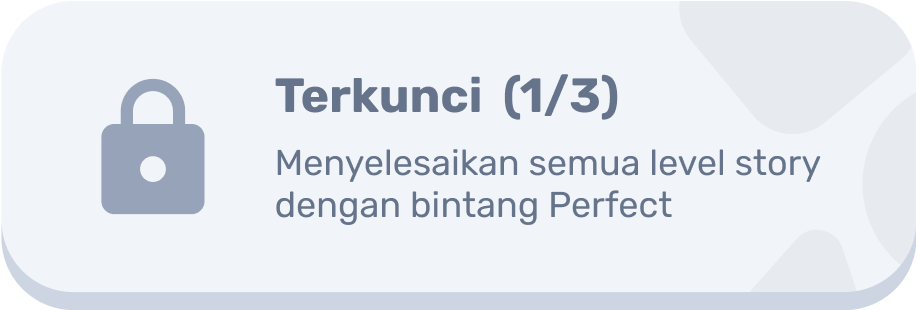 Terkunci (1/3)
Menyelesaikan semua level story
dengan bintang Perfect